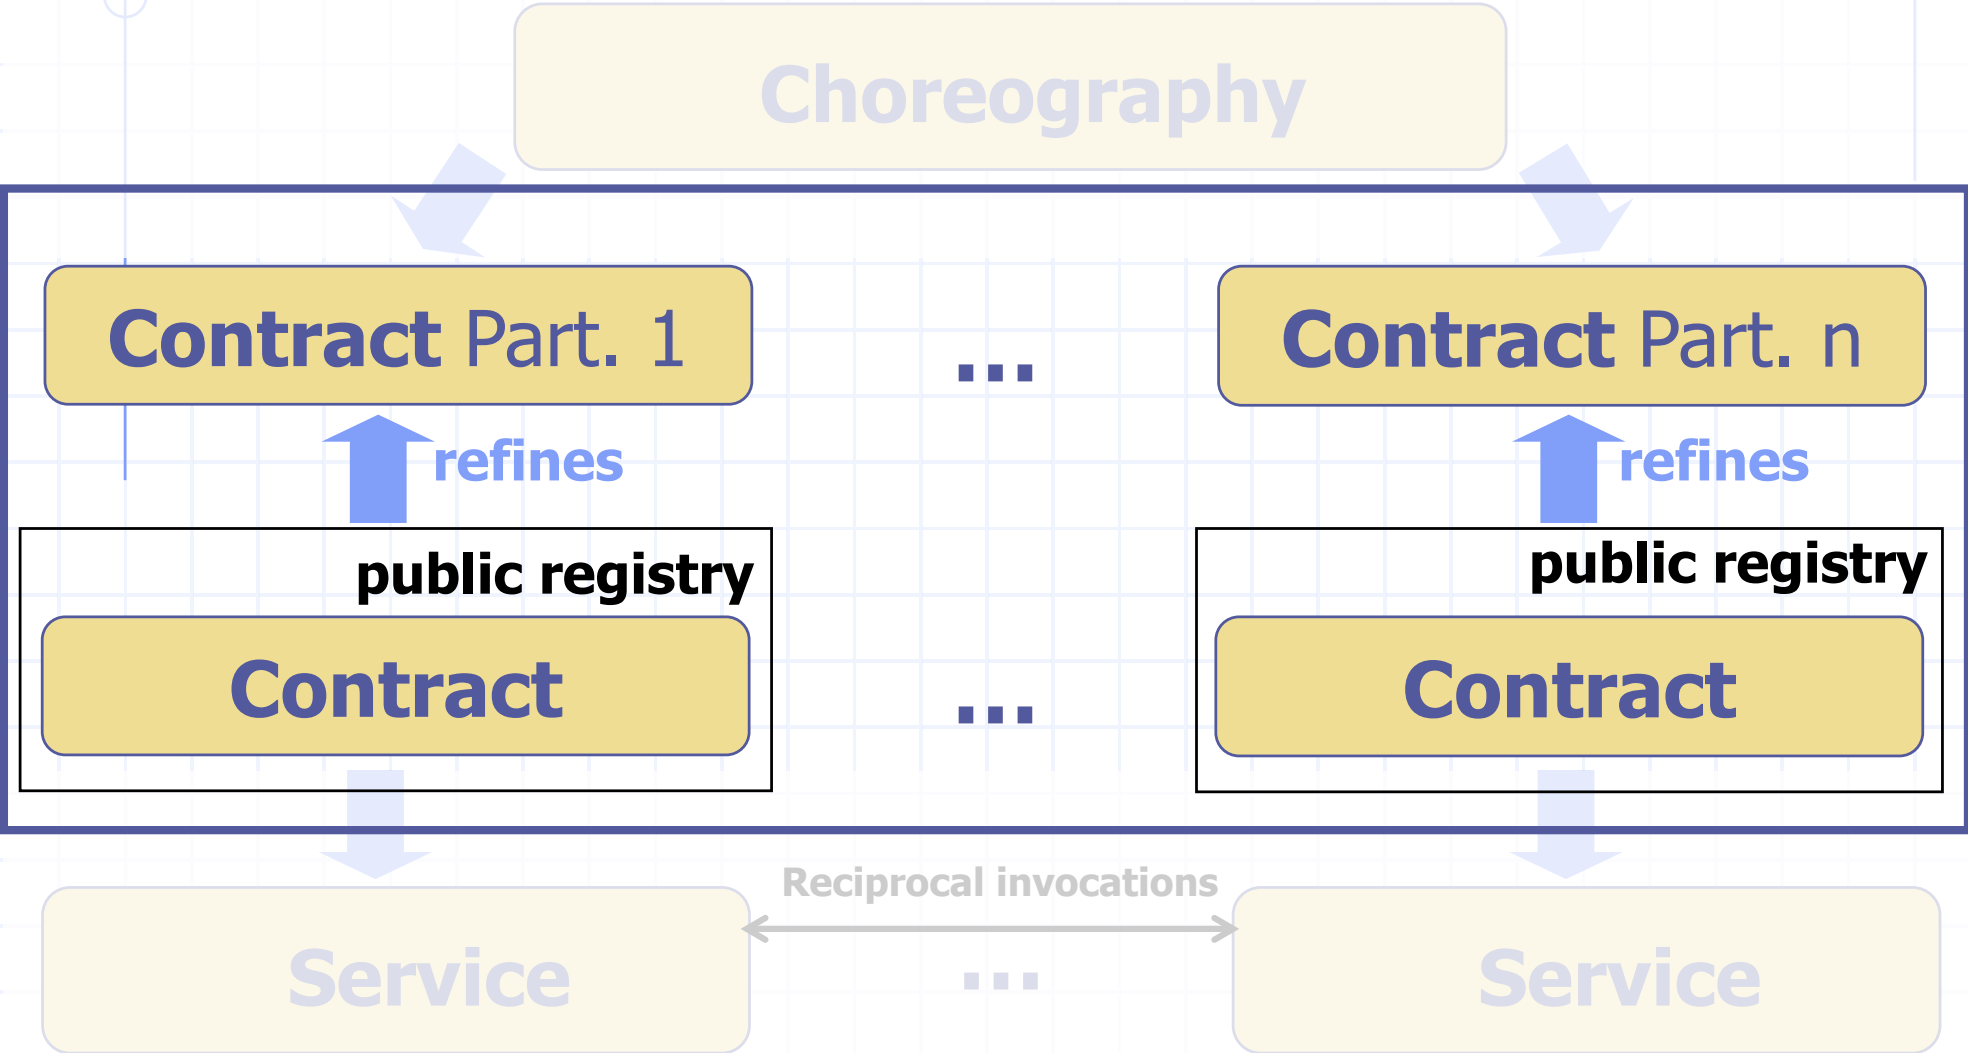 Choreography
Contract Part. 1
...
Contract Part. n
refines
refines
public registry
public registry
Contract
...
Contract
Reciprocal invocations
Service
...
Service